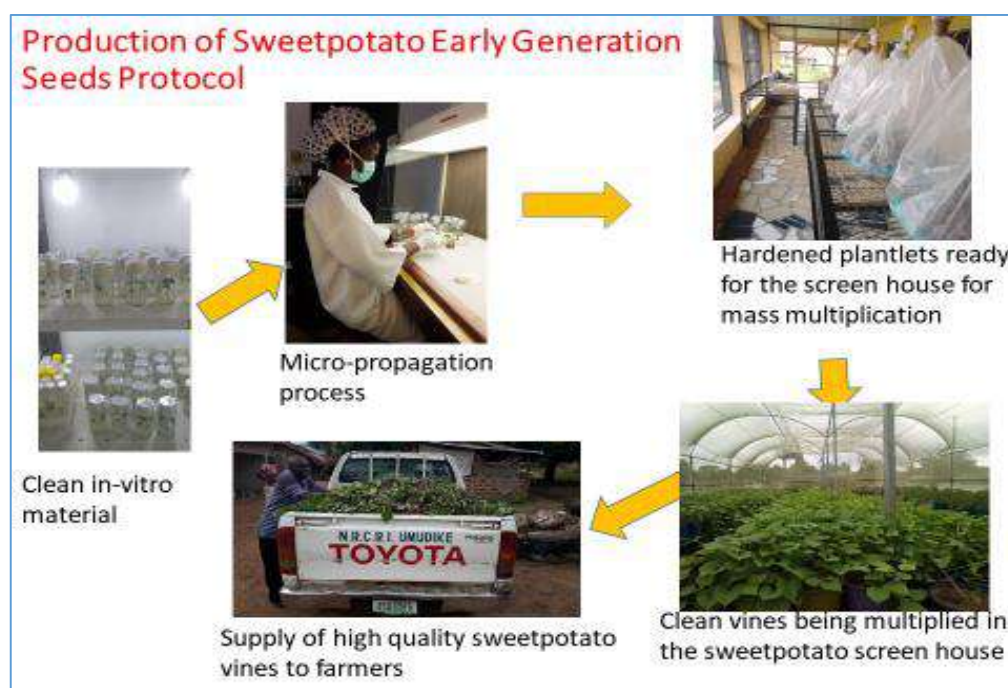 Production of Sweetpotato Early Generation
Seeds Protocol
Clean in-vitro
material
Micro-propagation
process
Hardened plantlets ready
for the screen house for
mass multiplication
Clean vines being multiplied in
the sweetpotato screen house
N.R.C.R.I. UMUDIKE
TOYOTA
Supply of high quality sweetpotato
vines to farmers